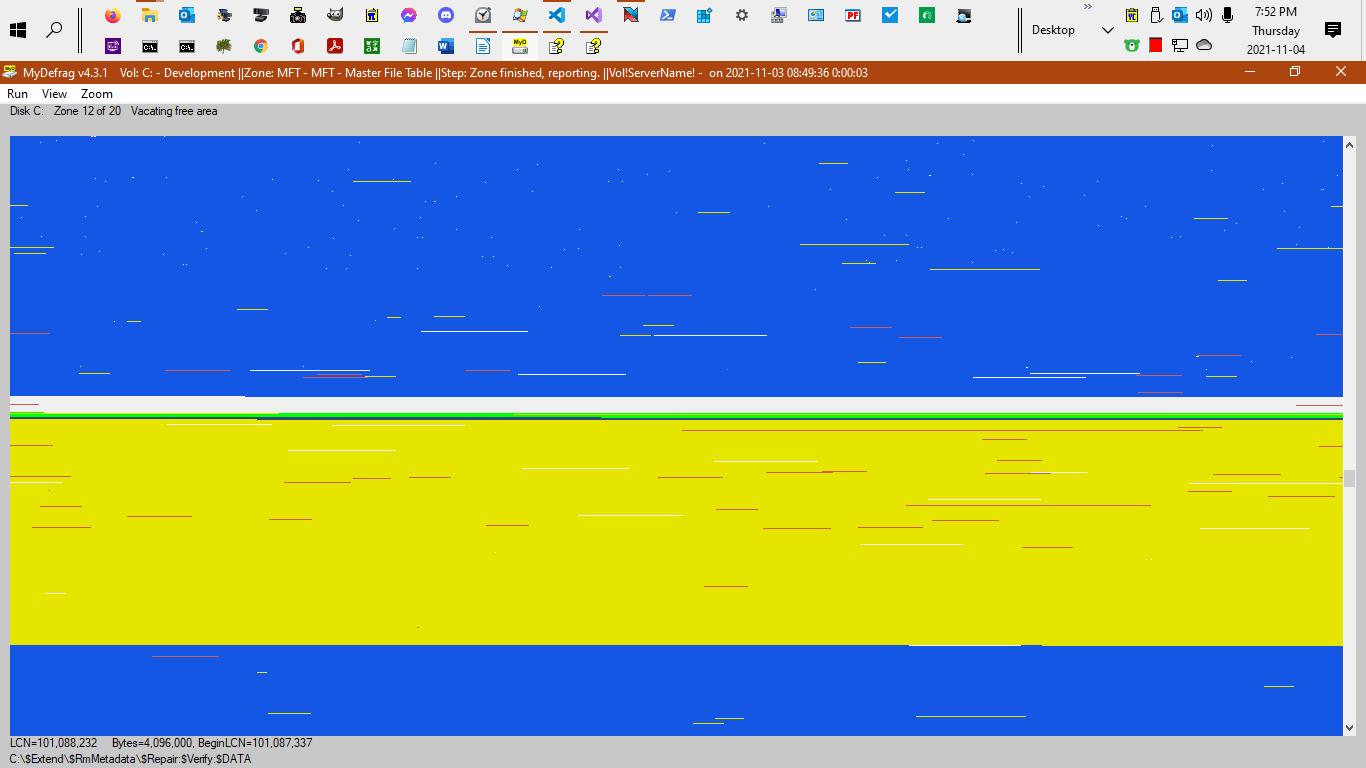 7:52 PM
Desktop
Thursday
2021-11-04
MyDefrag v4.3.1 Vol: C: - Development ||Zone: MFT - MFT - Master File Table ||Step: Zone finished, reporting. ||Vol!ServerName! - on 2021-11-03 08:49:36 0:00:03
Run View Zoom
Disk C: Zone 12 of 20 Vacating free area
LCN=101,088,232 Bytes=4,096,000, BeginLCN=101,087,337
C:\$Extend\$RmMetadata\$Repair:$Verify:$DATA